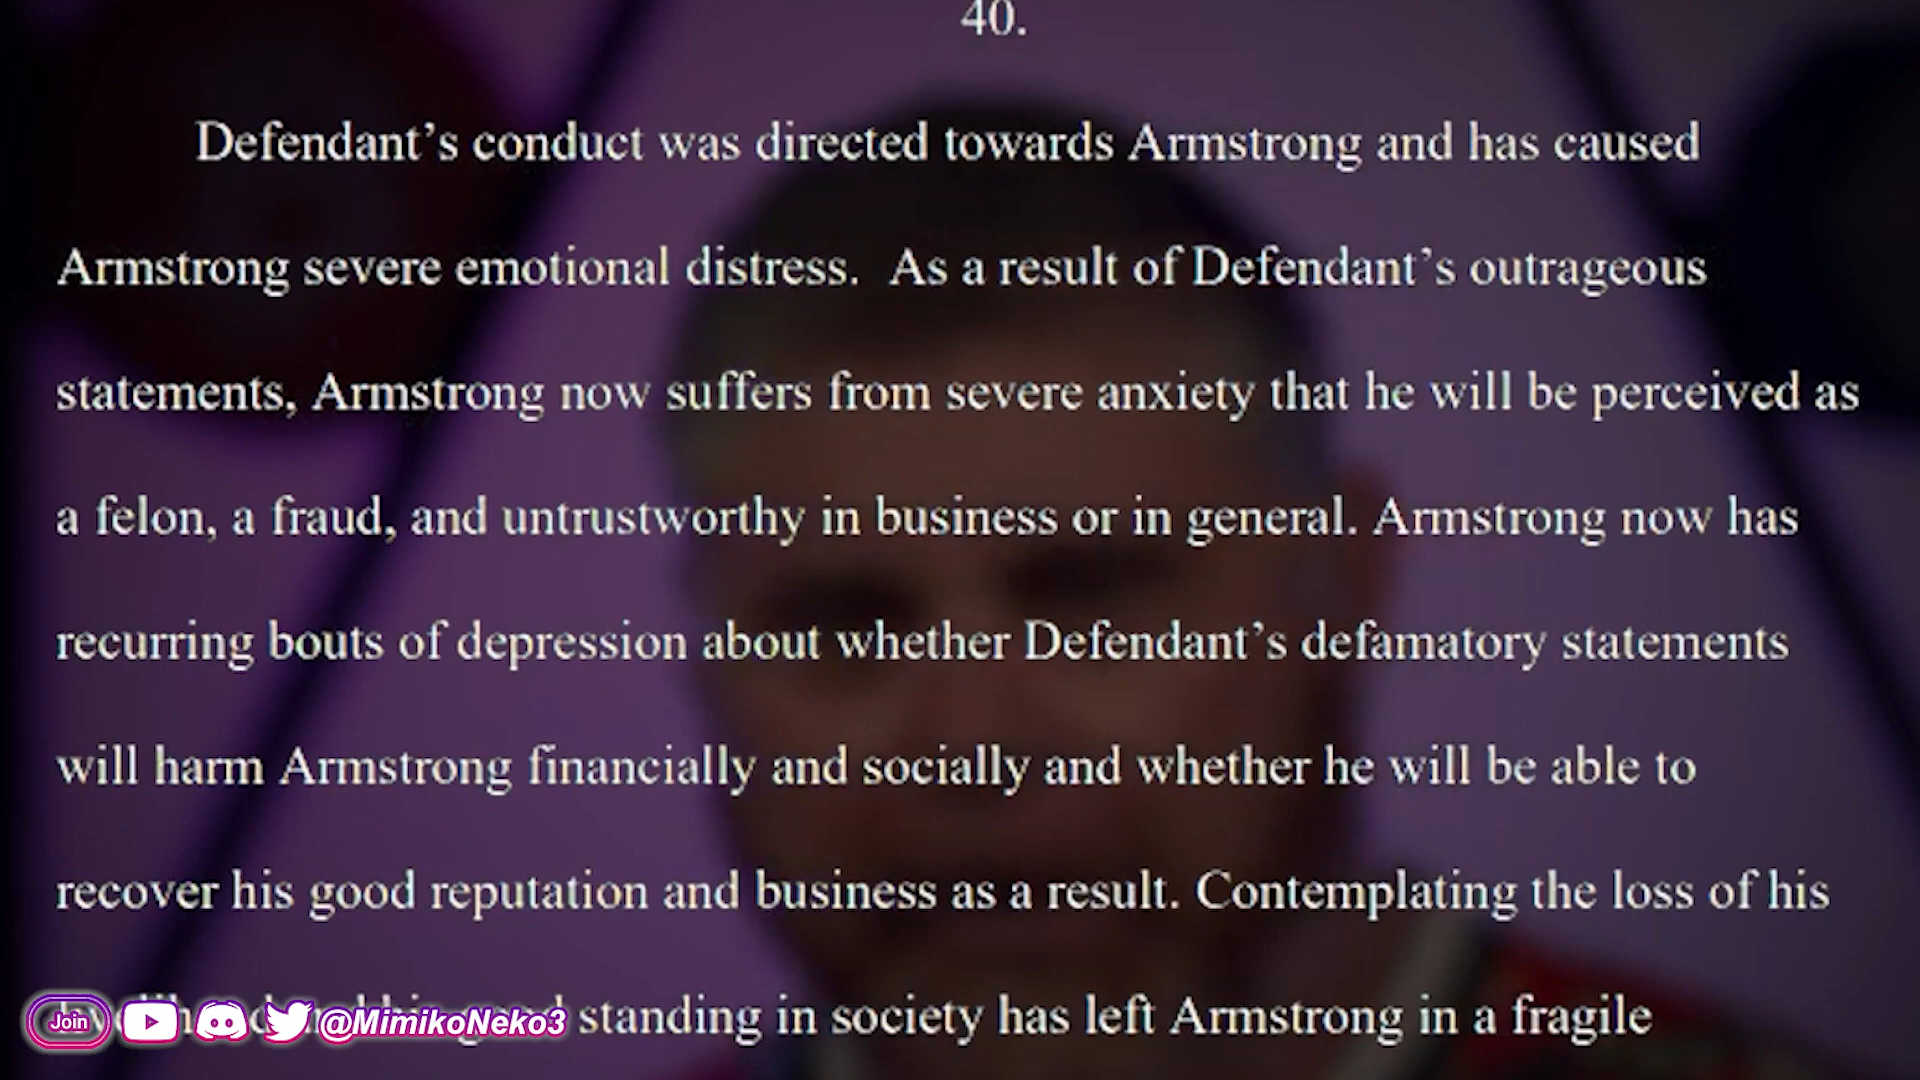 40.
Defendant’s conduct was directed towards Armstrong and has caused
Armstrong severe emotional distress.  As a result of Defendant’s outrageous
statements, Armstrong now suffers from severe anxiety that he will be perceived as
a felon, a fraud, and untrustworthy in business or in general. Armstrong now has
recurring bouts of depression about whether Defendant’s defamatory statements
will harm Armstrong financially and socially and whether he will be able to
recover his good reputation and business as a result. Contemplating the loss of his
standing in society has left Armstrong in a fragile
Join @MimikoNeko3